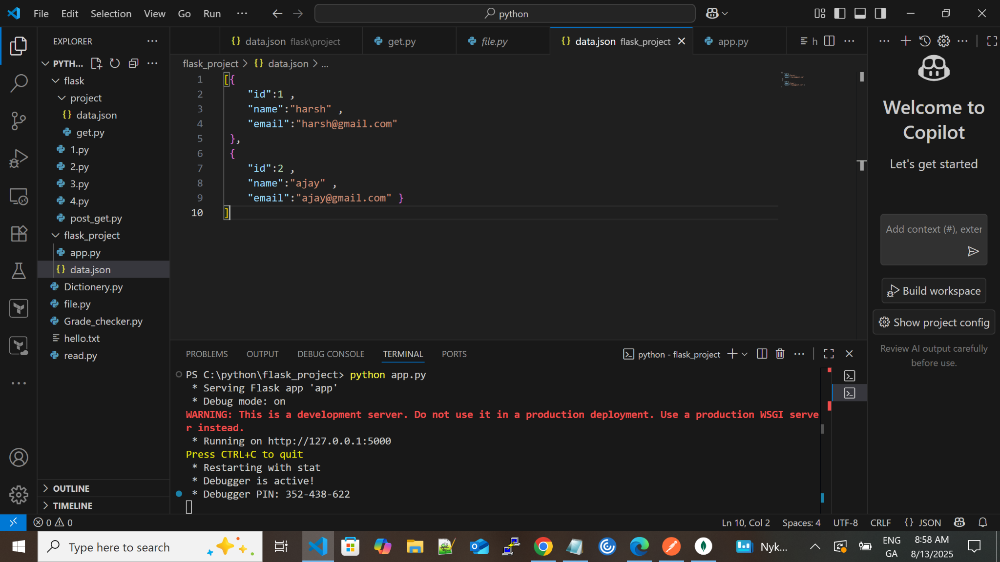 File Edit Selection View Go Run ...
python
EXPLORER
PYTH...
flask
project
data.json
get.py
1.py
2.py
3.py
4.py
post_get.py
flask_project
app.py
data.json
Dictionery.py
file.py
Grade_checker.py
hello.txt
read.py
OUTLINE
TIMELINE
data.json flask\project get.py file.py data.json flask_project app.py h
flask_project > data.json > ...
1 [{
2 "id":1 ,
3 "name":"harsh" ,
4 "email":"harsh@gmail.com"
5 },
6 {
7 "id":2 ,
8 "name":"ajay" ,
9 "email":"ajay@gmail.com" }
10 ]
PROBLEMS OUTPUT DEBUG CONSOLE TERMINAL PORTS
python - flask_project
PS C:\python\flask_project> python app.py
* Serving Flask app 'app'
* Debug mode: on
WARNING: This is a development server. Do not use it in a production deployment. Use a production WSGI serve
r instead.
* Running on http://127.0.0.1:5000
Press CTRL+C to quit
* Restarting with stat
* Debugger is active!
* Debugger PIN: 352-438-622
Welcome to
Copilot
Let's get started
Add context (#), exter
Build workspace
Show project config
Review AI output carefully
before use.
0 0
Ln 10, Col 2 Spaces: 4 UTF-8 CRLF {} JSON
Type here to search
Nyk...
ENG
GA
8:58 AM
8/13/2025